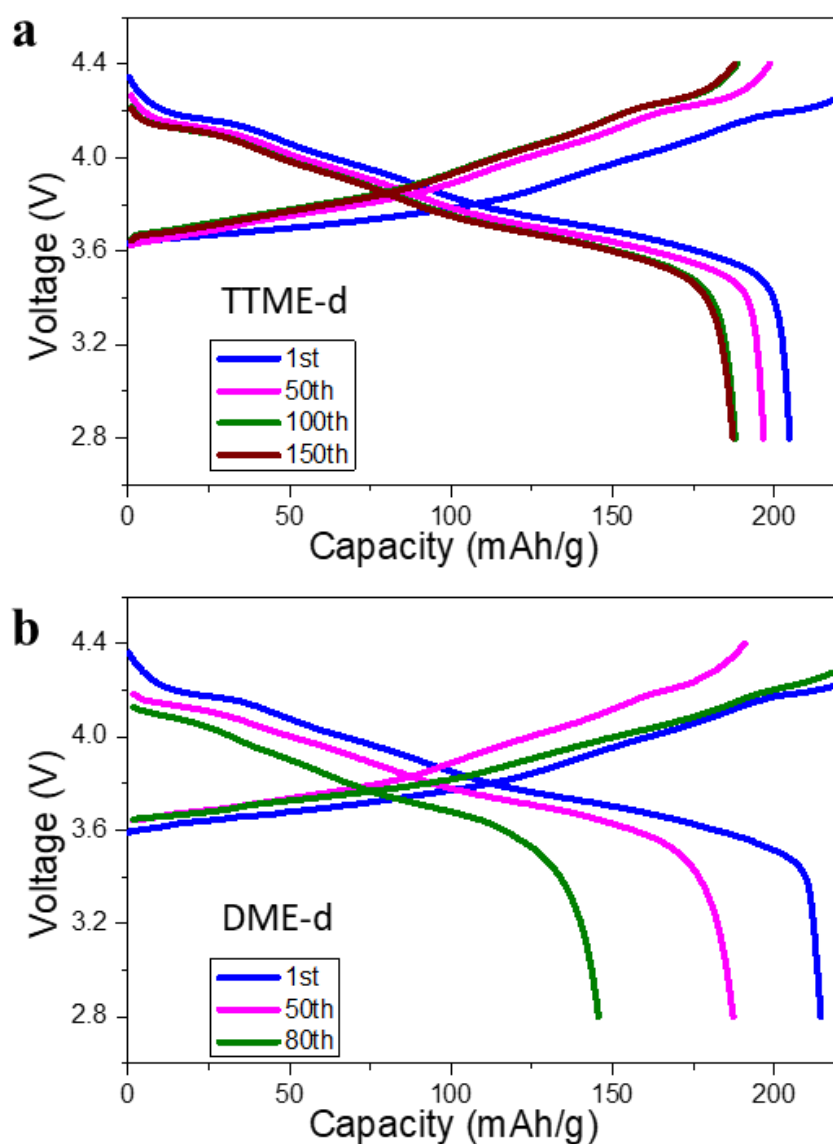 a
Voltage (V)
4.4
4.0
3.6
3.2
2.8
TTME-d
1st
50th
100th
150th
0
50
100
150
200
Capacity (mAh/g)
b
Voltage (V)
4.4
4.0
3.6
3.2
2.8
DME-d
1st
50th
80th
0
50
100
150
200
Capacity (mAh/g)